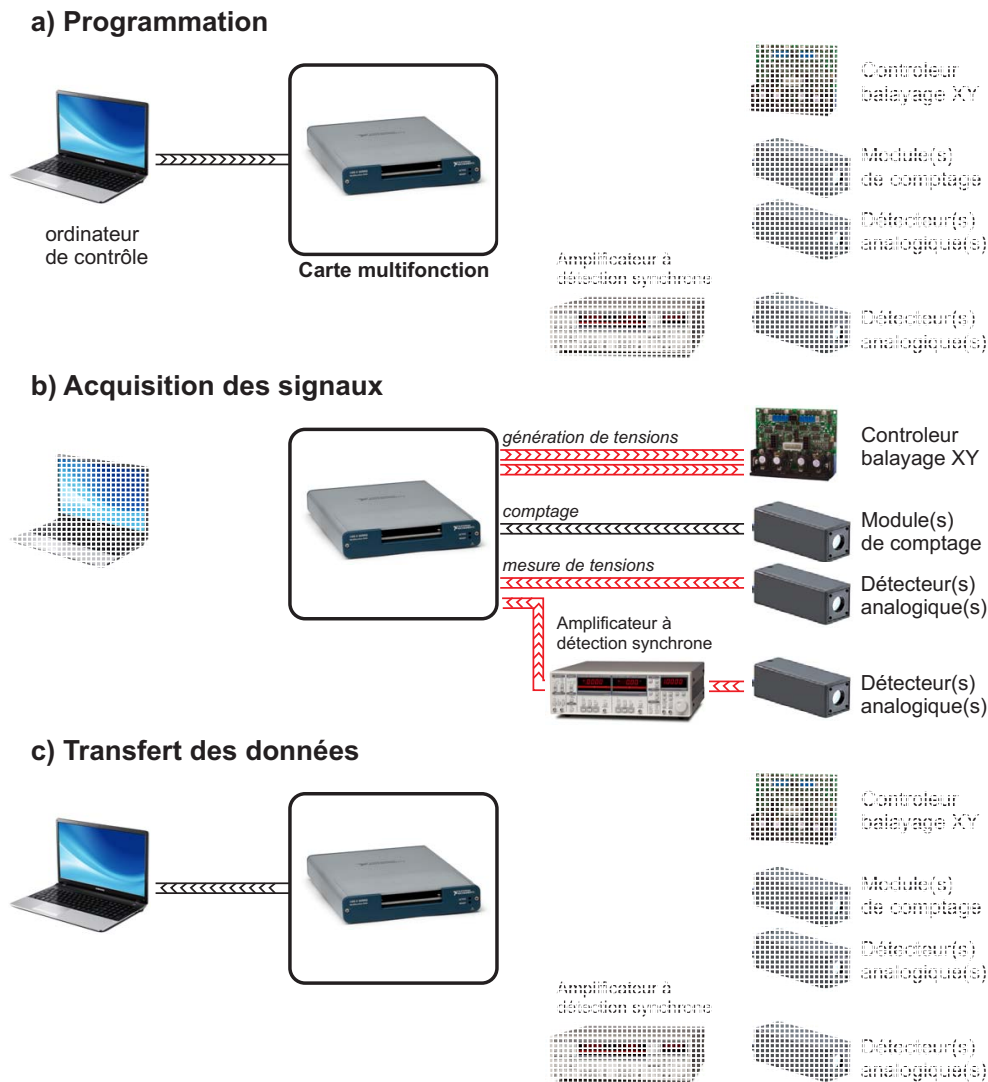 a) Programmation
Controleur
balayage XY
Module(s)
de comptage
Détecteur(s)
analogique(s)
ordinateur
de contrôle
Carte multifonction
Amplificateur à
détection synchrone
Détecteur(s)
analogique(s)
b) Acquisition des signaux
génération de tensions
Controleur
balayage XY
comptage
Module(s)
de comptage
mesure de tensions
Détecteur(s)
analogique(s)
Amplificateur à
détection synchrone
Détecteur(s)
analogique(s)
c) Transfert des données
Controleur
balayage XY
Module(s)
de comptage
Détecteur(s)
analogique(s)
Amplificateur à
détection synchrone
Détecteur(s)
analogique(s)